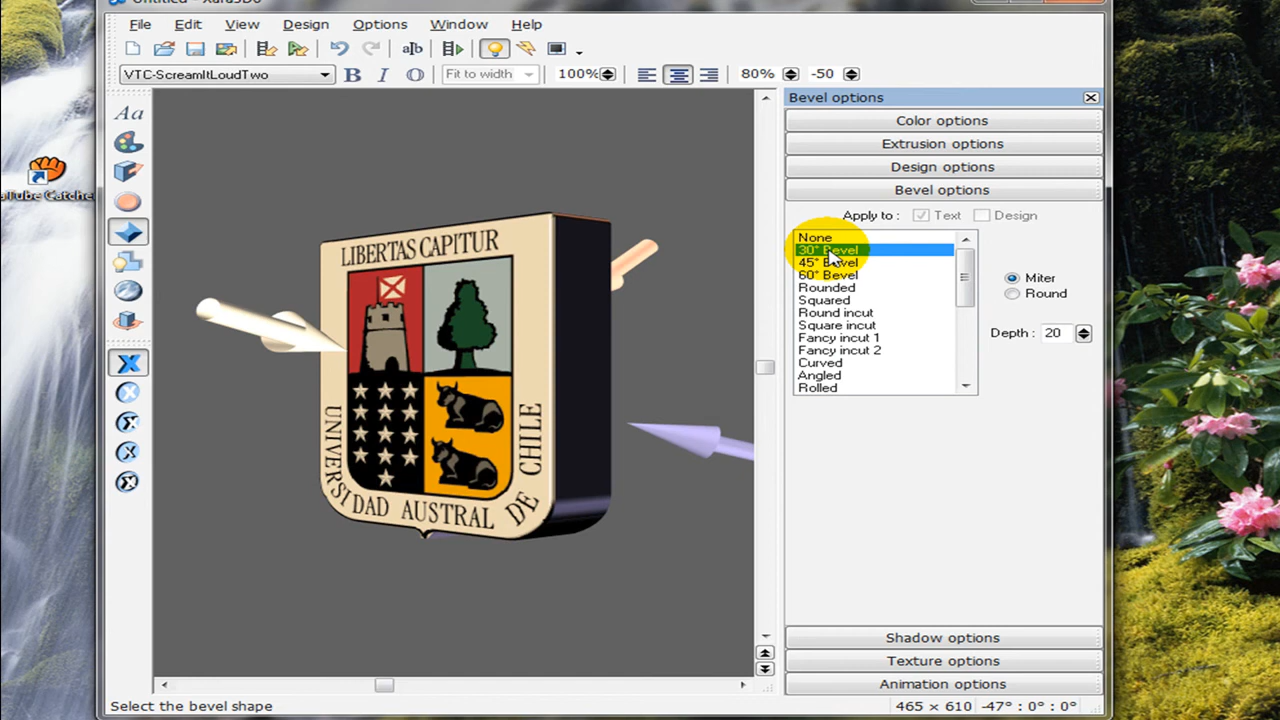 Untitled - Xara3D6
File Edit View Design Options Window Help
VTC-ScreamItLoudTwo B I O Fit to width 100% 80% -50
Bevel options
Color options
Extrusion options
Design options
Bevel options
Apply to : Text Design
None
30° Bevel
45° Bevel
60° Bevel
Rounded
Squared
Round incut
Square incut
Fancy incut 1
Fancy incut 2
Curved
Angled
Rolled
Miter
Round
Depth : 20
Aa
LIBERTAS CAPITUR
UNIVERSIDAD AUSTRAL DE CHILE
Shadow options
Texture options
Animation options
Select the bevel shape
465 x 610 -47° : 0° : 0°